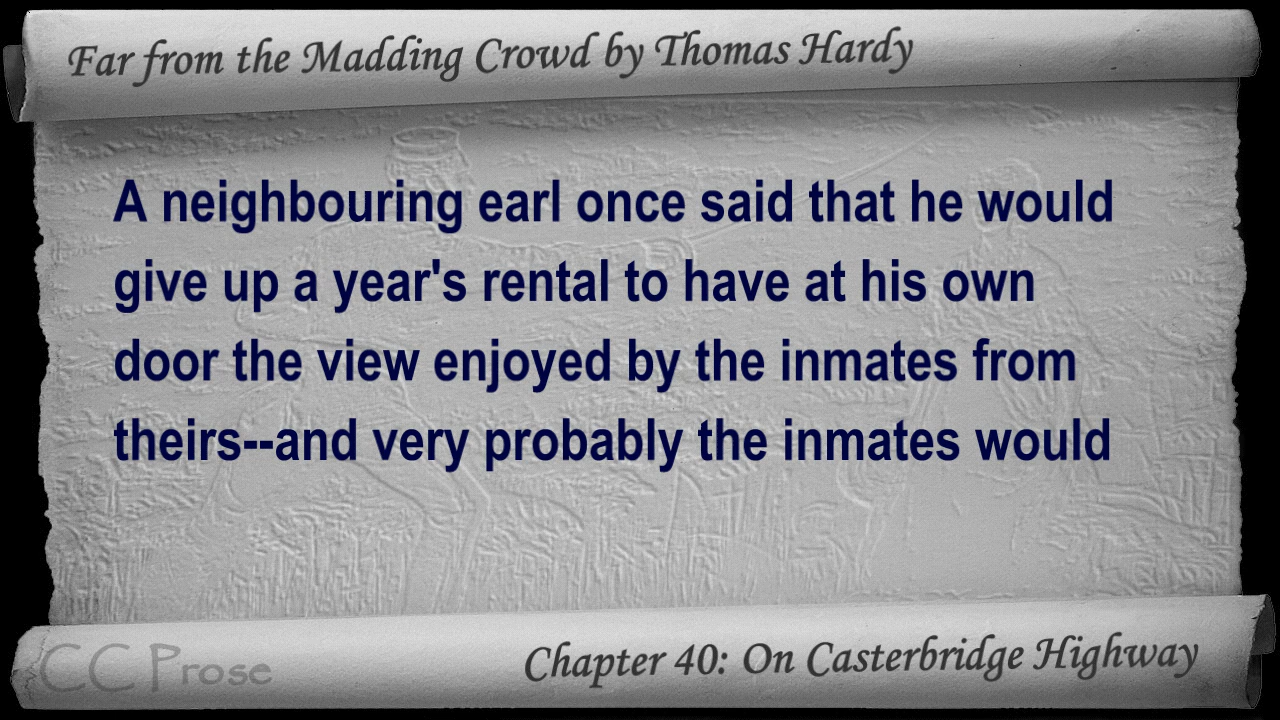 Far from the Madding Crowd by Thomas Hardy
A neighbouring earl once said that he would
give up a year's rental to have at his own
door the view enjoyed by the inmates from
theirs--and very probably the inmates would
CC Prose
Chapter 40: On Casterbridge Highway